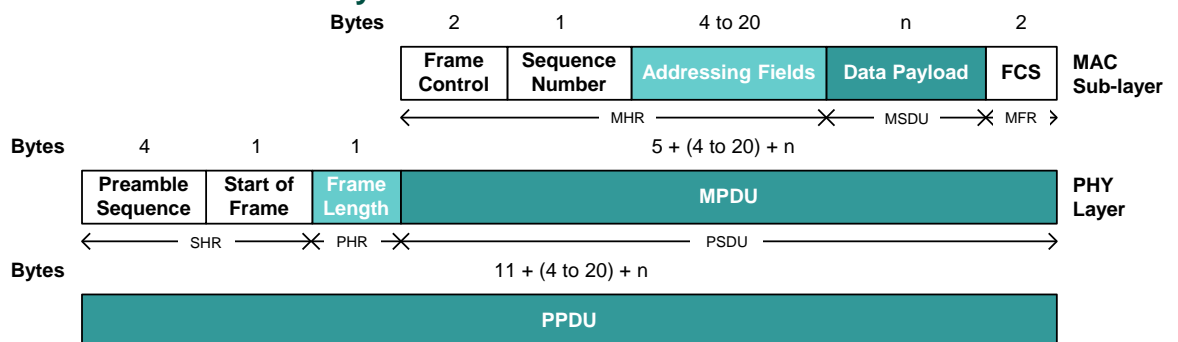 Bytes 2 1 4 to 20 n 2
Frame Control Sequence Number Addressing Fields Data Payload FCS MAC Sub-layer
MHR MSDU MFR
Bytes 4 1 1 5 + (4 to 20) + n
Preamble Sequence Start of Frame Frame Length MPDU PHY Layer
SHR PHR PSDU
Bytes 11 + (4 to 20) + n
PPDU